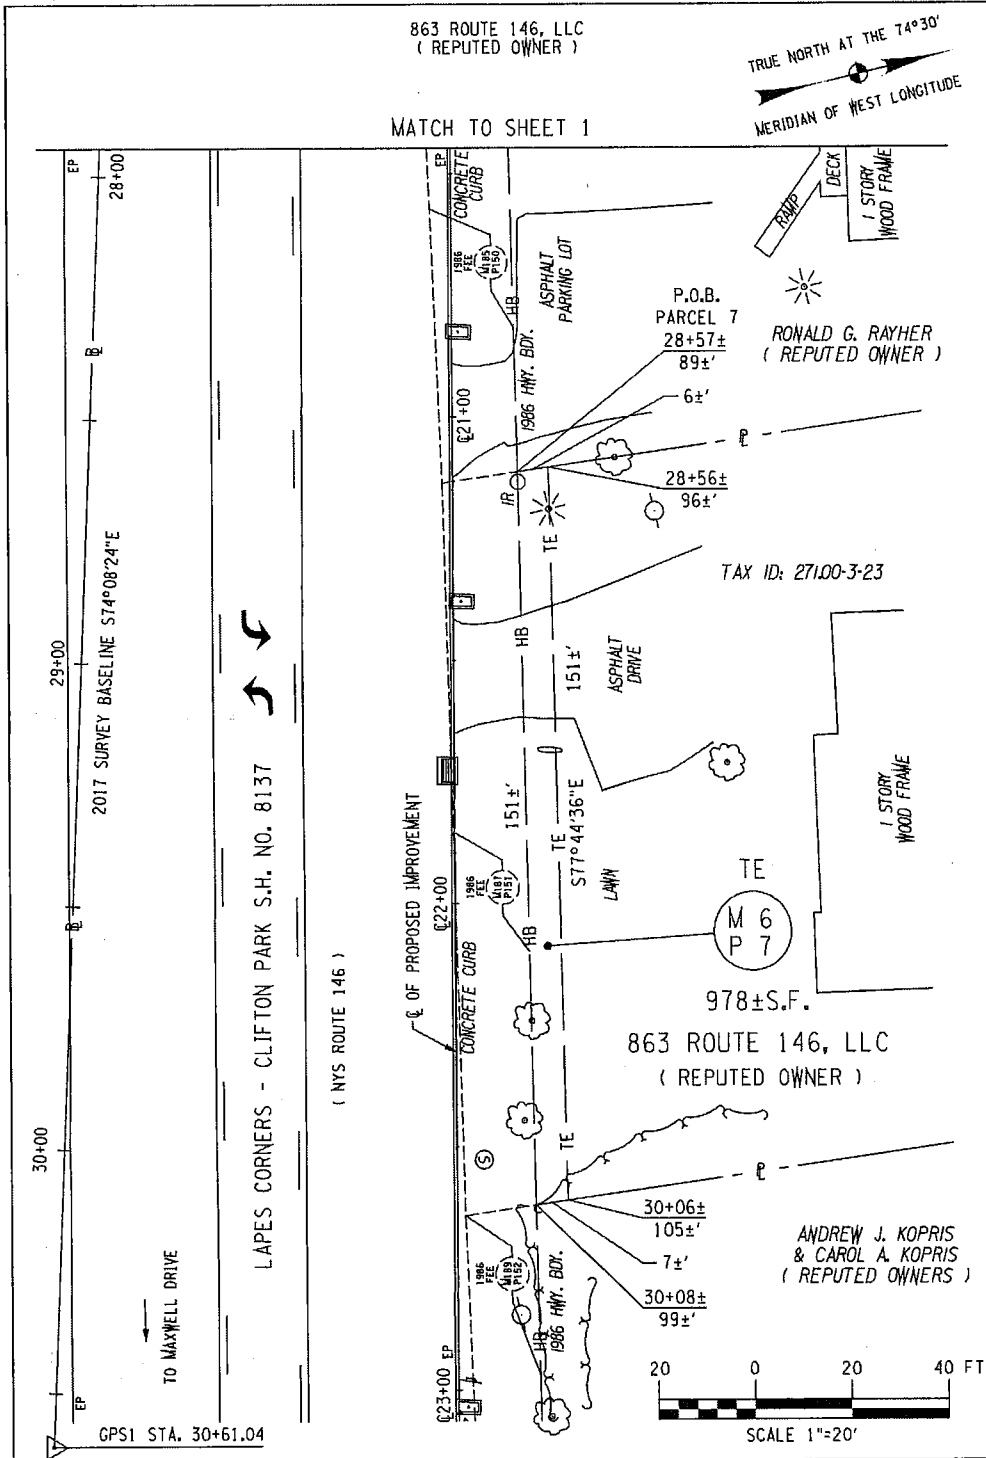 863 ROUTE 146, LLC
( REPUTED OWNER )
TRUE NORTH AT THE 74°30'
MERIDIAN OF WEST LONGITUDE
MATCH TO SHEET 1
EP
28+00
EP
CONCRETE
CURB
1986
FEE
M185
P150
HB
ASPHALT
PARKING LOT
RAMP
DECK
1 STORY
WOOD FRAME
P.O.B.
PARCEL 7
28+57±
89±'
6±'
RONALD G. RAYHER
( REPUTED OWNER )
B
1986 HWY. BDY.
℄21+00
IR
28+56±
96±'
P
TE
TAX ID: 271.00-3-23
HB
151±'
ASPHALT
DRIVE
29+00
2017 SURVEY BASELINE S74°08'24"E
LAPES CORNERS - CLIFTON PARK S.H. NO. 8137
( NYS ROUTE 146 )
℄ OF PROPOSED IMPROVEMENT
151±'
TE
S77°44'36"E
LAWN
1 STORY
WOOD FRAME
1986
FEE
M187
P151
℄22+00
HB
B
CONCRETE CURB
TE
M 6
P 7
978±S.F.
863 ROUTE 146, LLC
( REPUTED OWNER )
TE
30+00
S
P
30+06±
105±'
7±'
30+08±
99±'
ANDREW J. KOPRIS
& CAROL A. KOPRIS
( REPUTED OWNERS )
1986
FEE
M189
P152
1986 HWY. BDY.
HB
TO MAXWELL DRIVE
EP
EP
℄23+00
GPS1 STA. 30+61.04
20 0 20 40 FT
SCALE 1"=20'